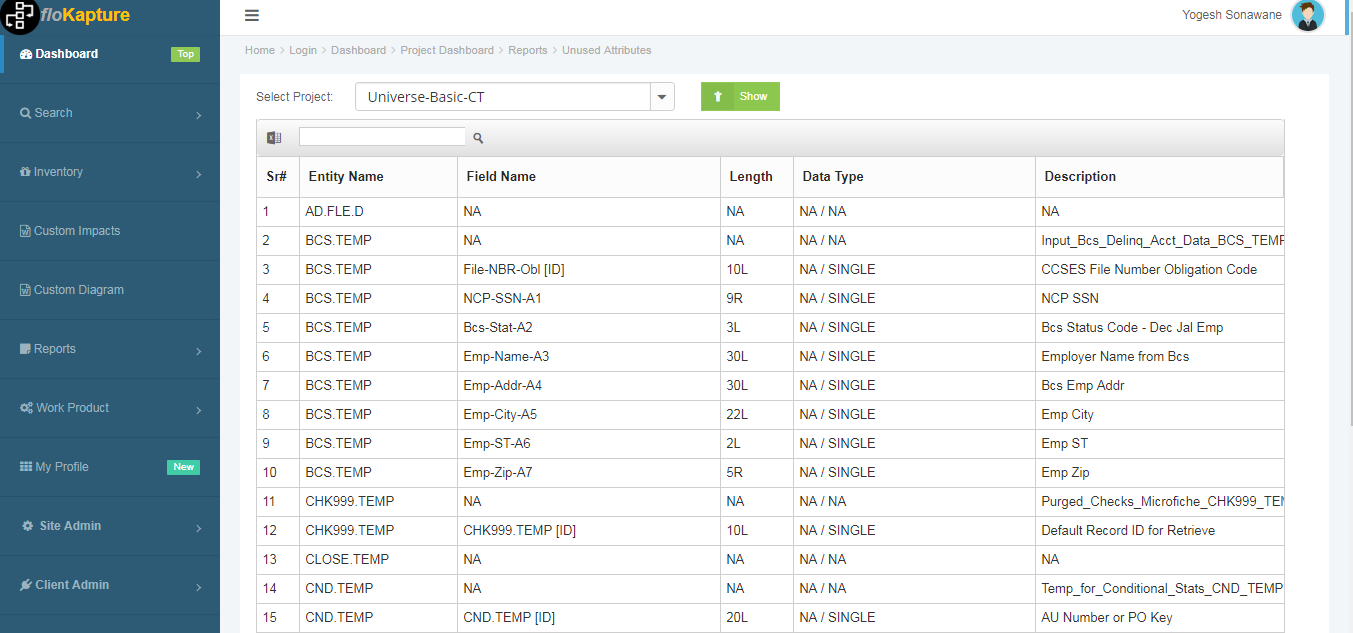 floKapture
Yogesh Sonawane
Dashboard Top
Search
Inventory
Custom Impacts
Custom Diagram
Reports
Work Product
My Profile New
Site Admin
Client Admin
Home > Login > Dashboard > Project Dashboard > Reports > Unused Attributes
Select Project: Universe-Basic-CT Show
Sr# Entity Name Field Name Length Data Type Description
1 AD.FLE.D NA NA NA / NA NA
2 BCS.TEMP NA NA NA / NA Input_Bcs_Delinq_Acct_Data_BCS_TEMP
3 BCS.TEMP File-NBR-Obl [ID] 10L NA / SINGLE CCSES File Number Obligation Code
4 BCS.TEMP NCP-SSN-A1 9R NA / SINGLE NCP SSN
5 BCS.TEMP Bcs-Stat-A2 3L NA / SINGLE Bcs Status Code - Dec Jal Emp
6 BCS.TEMP Emp-Name-A3 30L NA / SINGLE Employer Name from Bcs
7 BCS.TEMP Emp-Addr-A4 30L NA / SINGLE Bcs Emp Addr
8 BCS.TEMP Emp-City-A5 22L NA / SINGLE Emp City
9 BCS.TEMP Emp-ST-A6 2L NA / SINGLE Emp ST
10 BCS.TEMP Emp-Zip-A7 5R NA / SINGLE Emp Zip
11 CHK999.TEMP NA NA NA / NA Purged_Checks_Microfiche_CHK999_TEM
12 CHK999.TEMP CHK999.TEMP [ID] 10L NA / SINGLE Default Record ID for Retrieve
13 CLOSE.TEMP NA NA NA / NA NA
14 CND.TEMP NA NA NA / NA Temp_for_Conditional_Stats_CND_TEMP
15 CND.TEMP CND.TEMP [ID] 20L NA / SINGLE AU Number or PO Key